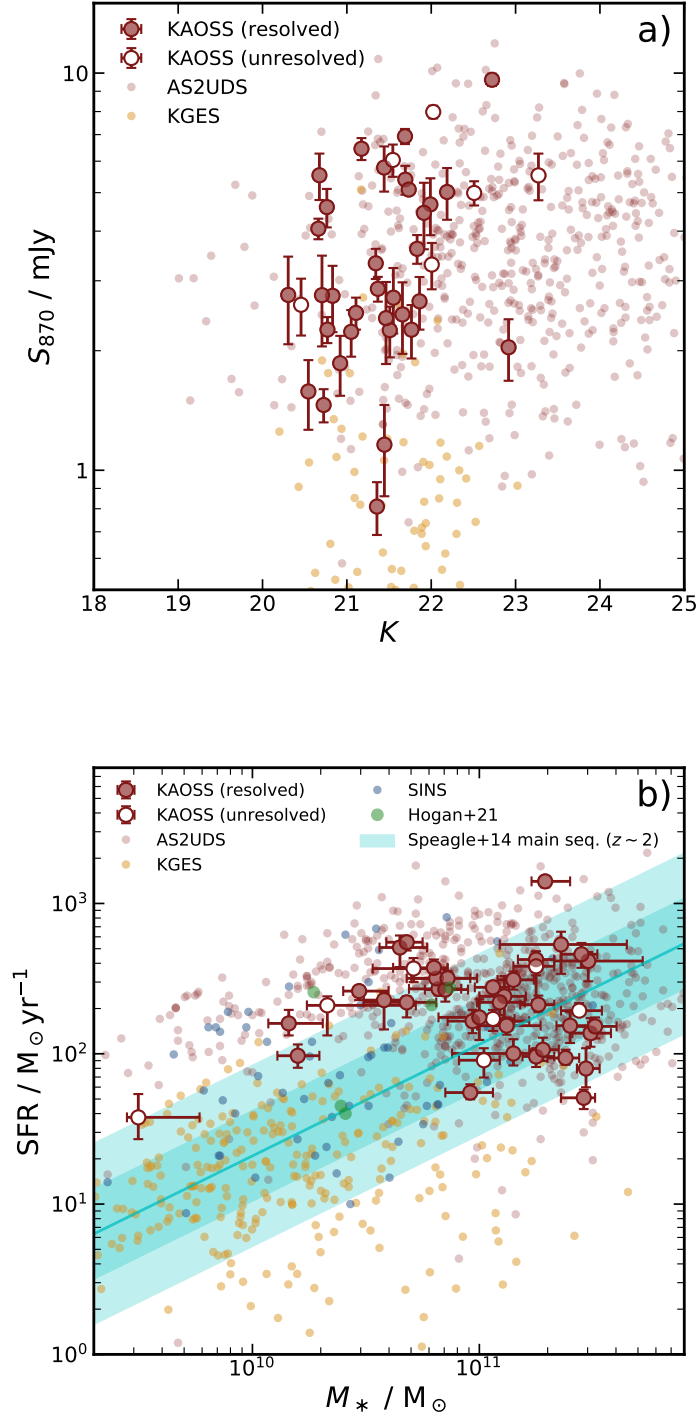 a)
KAOSS (resolved)
KAOSS (unresolved)
AS2UDS
KGES
10
1
S870 / mJy
18 19 20 21 22 23 24 25
K
b)
KAOSS (resolved)
KAOSS (unresolved)
AS2UDS
KGES
SINS
Hogan+21
Speagle+14 main seq. (z ~ 2)
10³
10²
10¹
10⁰
SFR / M⊙yr⁻¹
10¹⁰ 10¹¹
M∗ / M⊙